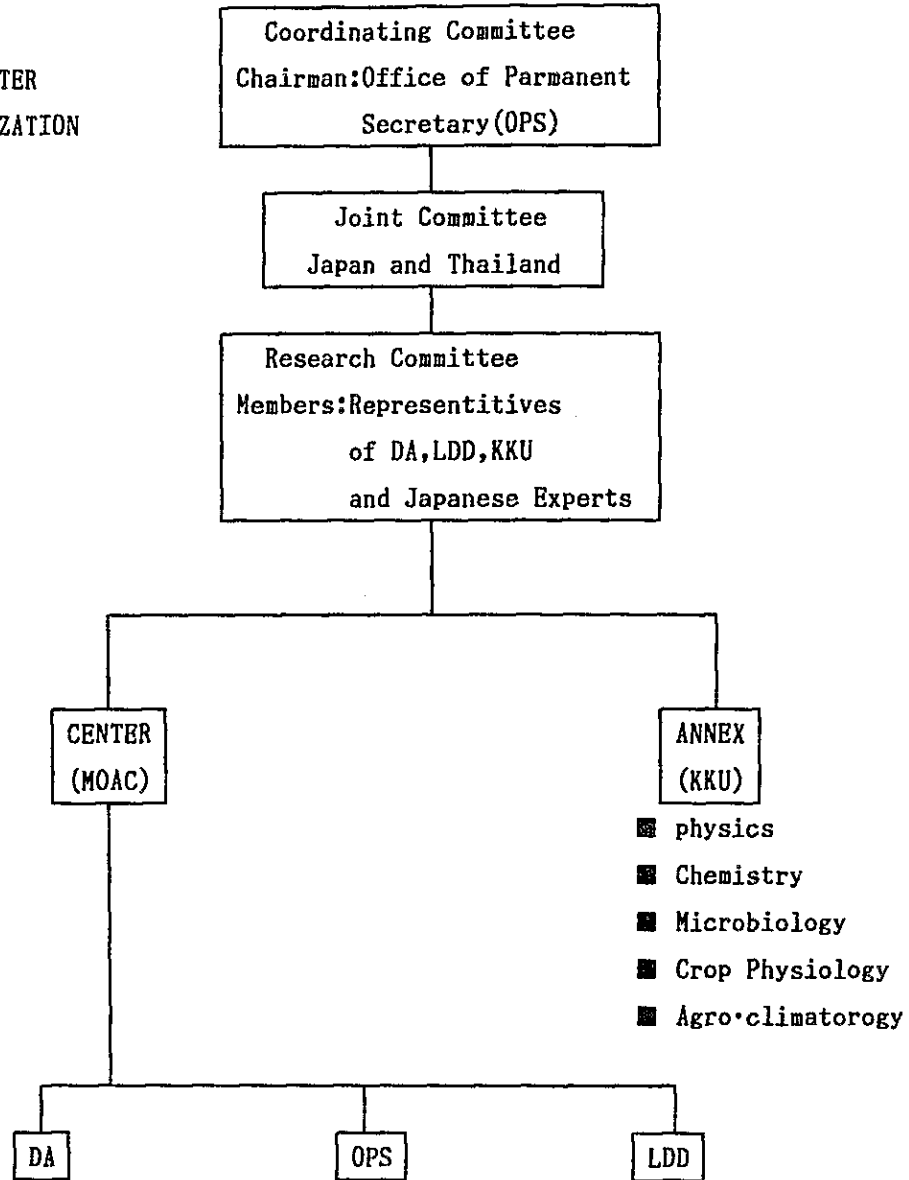 Coordinating Committee
TER
Chairman:Office of Parmanent
ZATION
Secretary(OPS)
Joint Committee
Japan and Thailand
Research Committee
Members:Representitives
of DA,LDD,KKU
and Japanese Experts
CENTER
(MOAC)
ANNEX
(KKU)
■ physics
■ Chemistry
■ Microbiology
■ Crop Physiology
■ Agro·climatorogy
DA
OPS
LDD